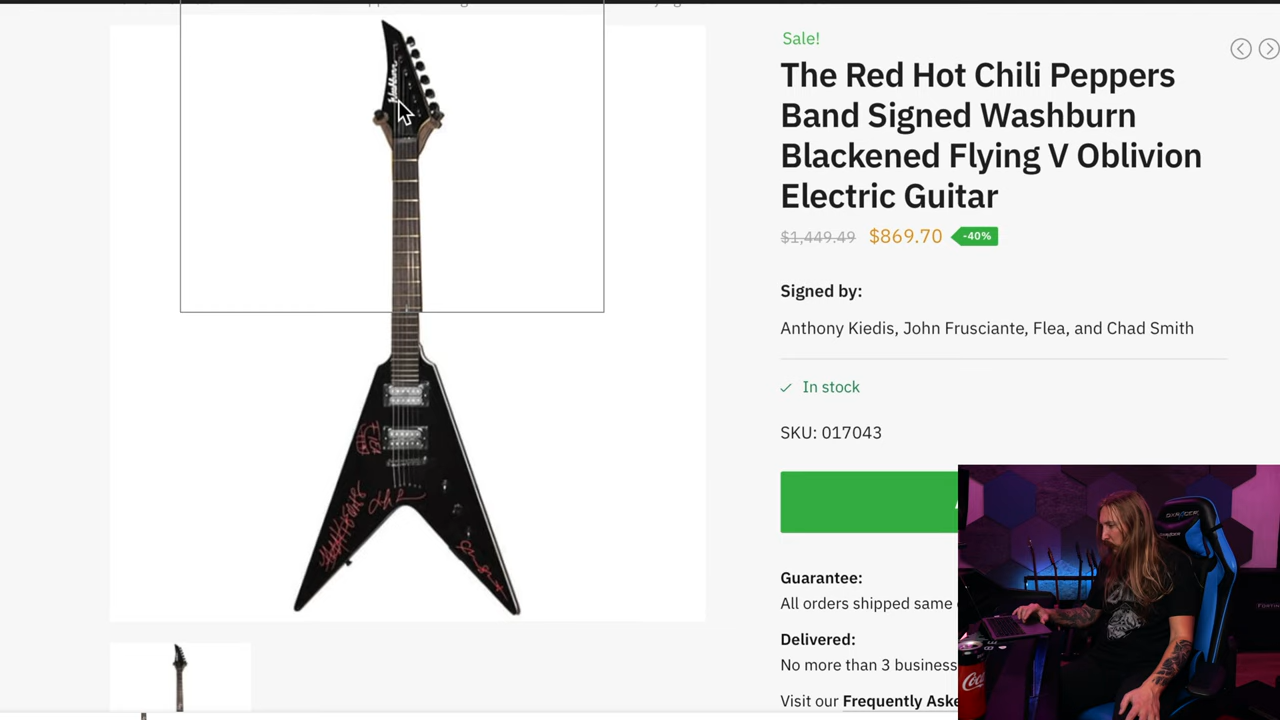 Sale!
The Red Hot Chili Peppers
Band Signed Washburn
Blackened Flying V Oblivion
Electric Guitar
$1,449.49 $869.70 -40%
Signed by:
Anthony Kiedis, John Frusciante, Flea, and Chad Smith
In stock
SKU: 017043
Guarantee:
All orders shipped same
Delivered:
No more than 3 business
Visit our Frequently Aske
Washburn
DXRACER